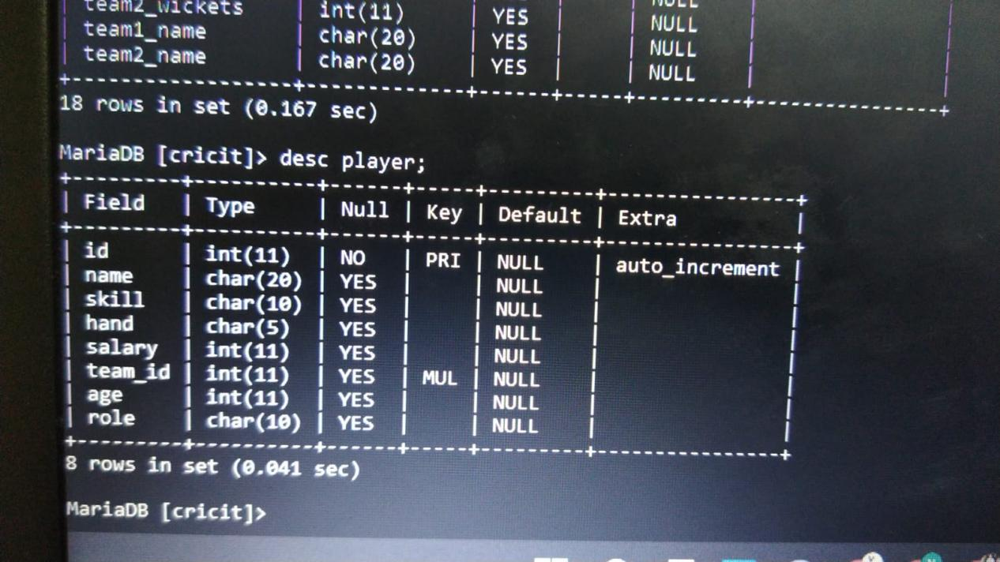 team2_wickets | int(11) | YES | | NULL | |
| team1_name | char(20) | YES | | NULL | |
| team2_name | char(20) | YES | | NULL | |
+-----------------+----------+------+-----+---------+----------------+
18 rows in set (0.167 sec)
MariaDB [cricit]> desc player;
+---------+----------+------+-----+---------+----------------+
| Field | Type | Null | Key | Default | Extra |
+---------+----------+------+-----+---------+----------------+
| id | int(11) | NO | PRI | NULL | auto_increment |
| name | char(20) | YES | | NULL | |
| skill | char(10) | YES | | NULL | |
| hand | char(5) | YES | | NULL | |
| salary | int(11) | YES | | NULL | |
| team_id | int(11) | YES | MUL | NULL | |
| age | int(11) | YES | | NULL | |
| role | char(10) | YES | | NULL | |
+---------+----------+------+-----+---------+----------------+
8 rows in set (0.041 sec)
MariaDB [cricit]>